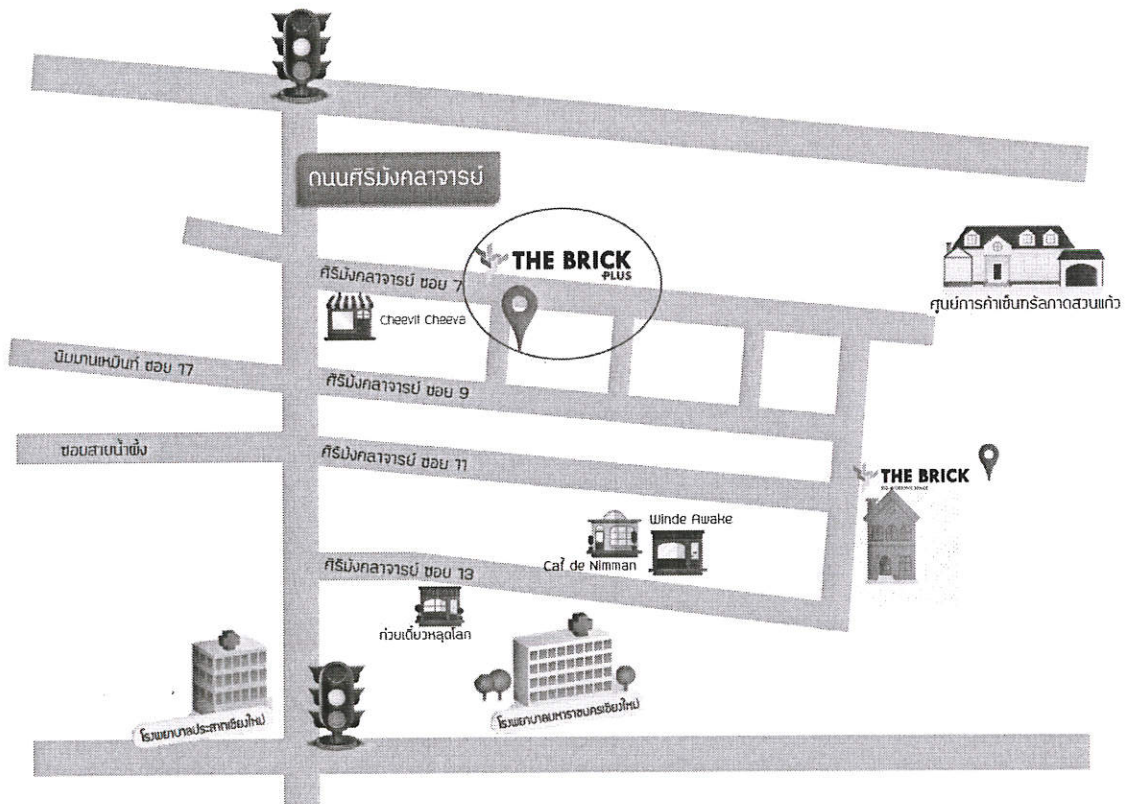 ถนนศิริมังคลาจารย์
THE BRICK
PLUS
ศิริมังคลาจารย์ ซอย 7
ศูนย์การค้าเซ็นทรัลกาดสวนแก้ว
Cheevit Cheeva
นิมมานเหมินท์ ซอย 17
ศิริมังคลาจารย์ ซอย 9
ซอยสายน้ำผึ้ง
ศิริมังคลาจารย์ ซอย 11
THE BRICK
Winde Awake
Caf de Nimman
ศิริมังคลาจารย์ ซอย 13
ก๋วยเตี๋ยวหลุดโลก
โรงพยาบาลประสาทเชียงใหม่
โรงพยาบาลมหาราชนครเชียงใหม่